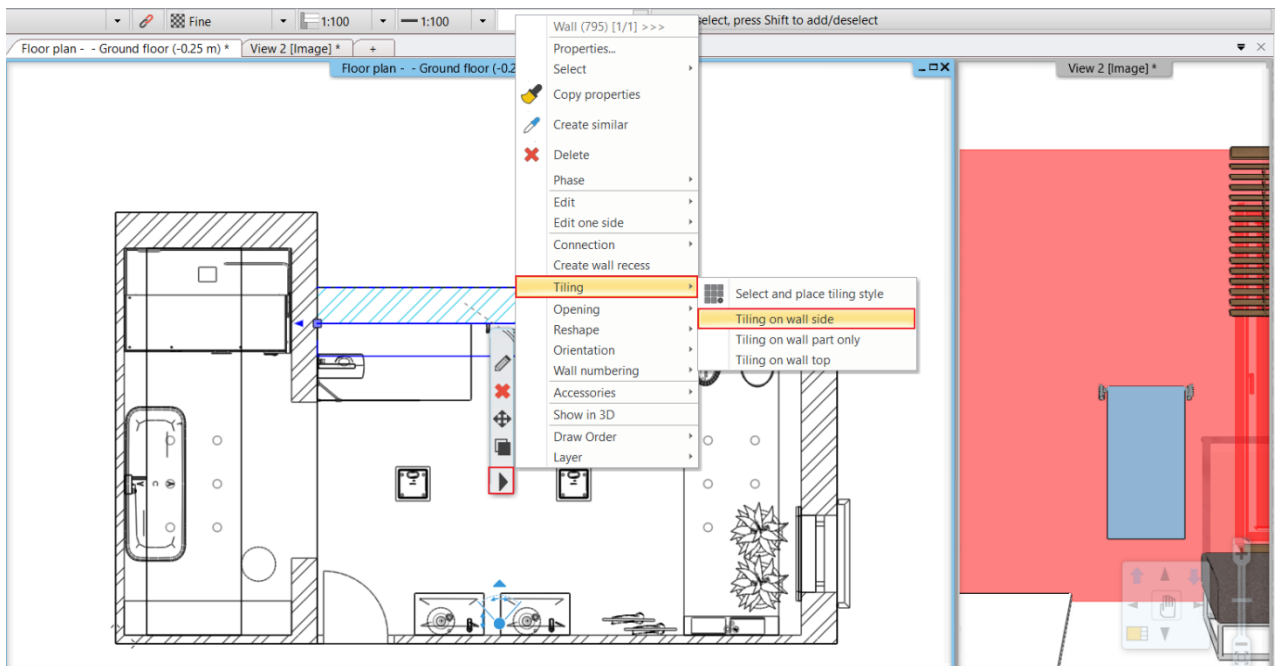 Fine
1:100
1:100
elect, press Shift to add/deselect
Floor plan - - Ground floor (-0.25 m) *
View 2 [Image] *
+
Floor plan - - Ground floor (-0.2
View 2 [Image] *
Wall (795) [1/1] >>>
Properties...
Select
Copy properties
Create similar
Delete
Phase
Edit
Edit one side
Connection
Create wall recess
Tiling
Opening
Reshape
Orientation
Wall numbering
Accessories
Show in 3D
Draw Order
Layer
Select and place tiling style
Tiling on wall side
Tiling on wall part only
Tiling on wall top